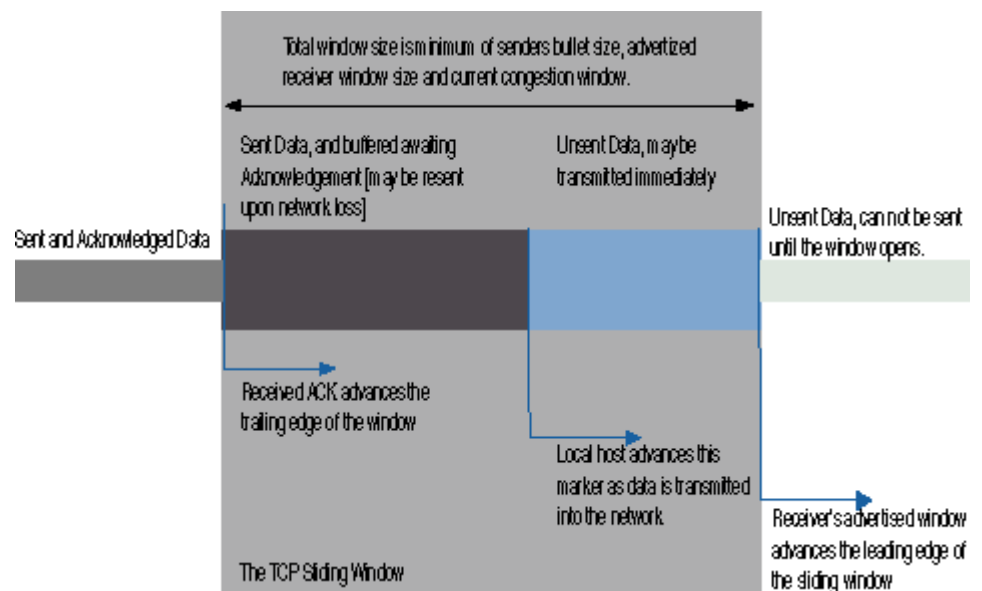 Total window size is minimum of senders bullet size, advertized
receiver window size and current congestion window.
Sent Data, and buffered awaiting
Acknowledgement [may be resent
upon network loss]
Unsent Data, may be
transmitted immediately
Sent and Acknowledged Data
Unsent Data, can not be sent
until the window opens.
Received ACK advances the
trailing edge of the window
Local host advances this
marker as data is transmitted
into the network
Receiver's advertised window
advances the leading edge of
the sliding window
The TCP Sliding Window